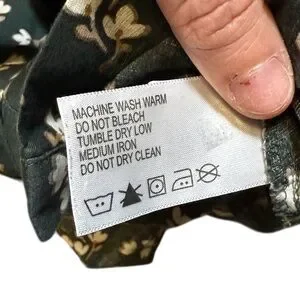 MACHINE WASH WARM
DO NOT BLEACH
TUMBLE DRY LOW
MEDIUM IRON
DO NOT DRY CLEAN